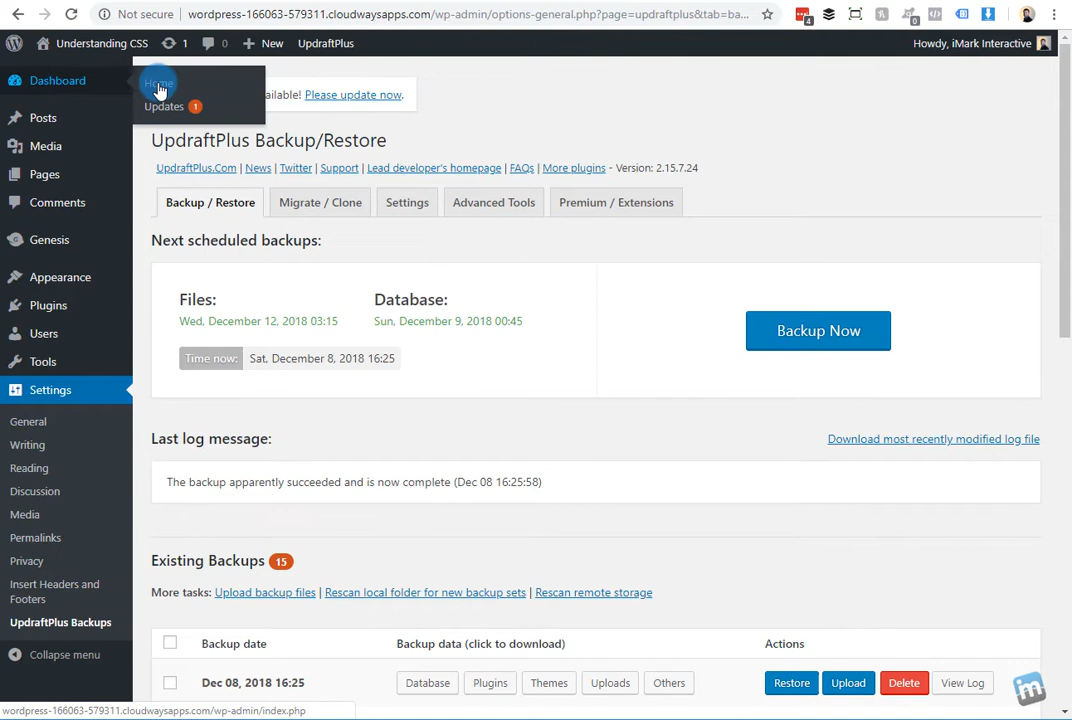 Not secure | wordpress-166063-579311.cloudwaysapps.com/wp-admin/options-general.php?page=updraftplus&tab=ba...
4
0
Understanding CSS
1
0
New
UpdraftPlus
Howdy, iMark Interactive
Dashboard
Home
Updates 1
Posts
Media
Pages
Comments
Genesis
Appearance
Plugins
Users
Tools
Settings
General
Writing
Reading
Discussion
Media
Permalinks
Privacy
Insert Headers and
Footers
UpdraftPlus Backups
Collapse menu
ailable! Please update now.
UpdraftPlus Backup/Restore
UpdraftPlus.Com | News | Twitter | Support | Lead developer's homepage | FAQs | More plugins - Version: 2.15.7.24
Backup / Restore
Migrate / Clone
Settings
Advanced Tools
Premium / Extensions
Next scheduled backups:
Files:
Wed, December 12, 2018 03:15
Database:
Sun, December 9, 2018 00:45
Time now: Sat, December 8, 2018 16:25
Backup Now
Last log message:
Download most recently modified log file
The backup apparently succeeded and is now complete (Dec 08 16:25:58)
Existing Backups 15
More tasks: Upload backup files | Rescan local folder for new backup sets | Rescan remote storage
Backup date
Backup data (click to download)
Actions
Dec 08, 2018 16:25
Database
Plugins
Themes
Uploads
Others
Restore
Upload
Delete
View Log
wordpress-166063-579311.cloudwaysapps.com/wp-admin/index.php
im